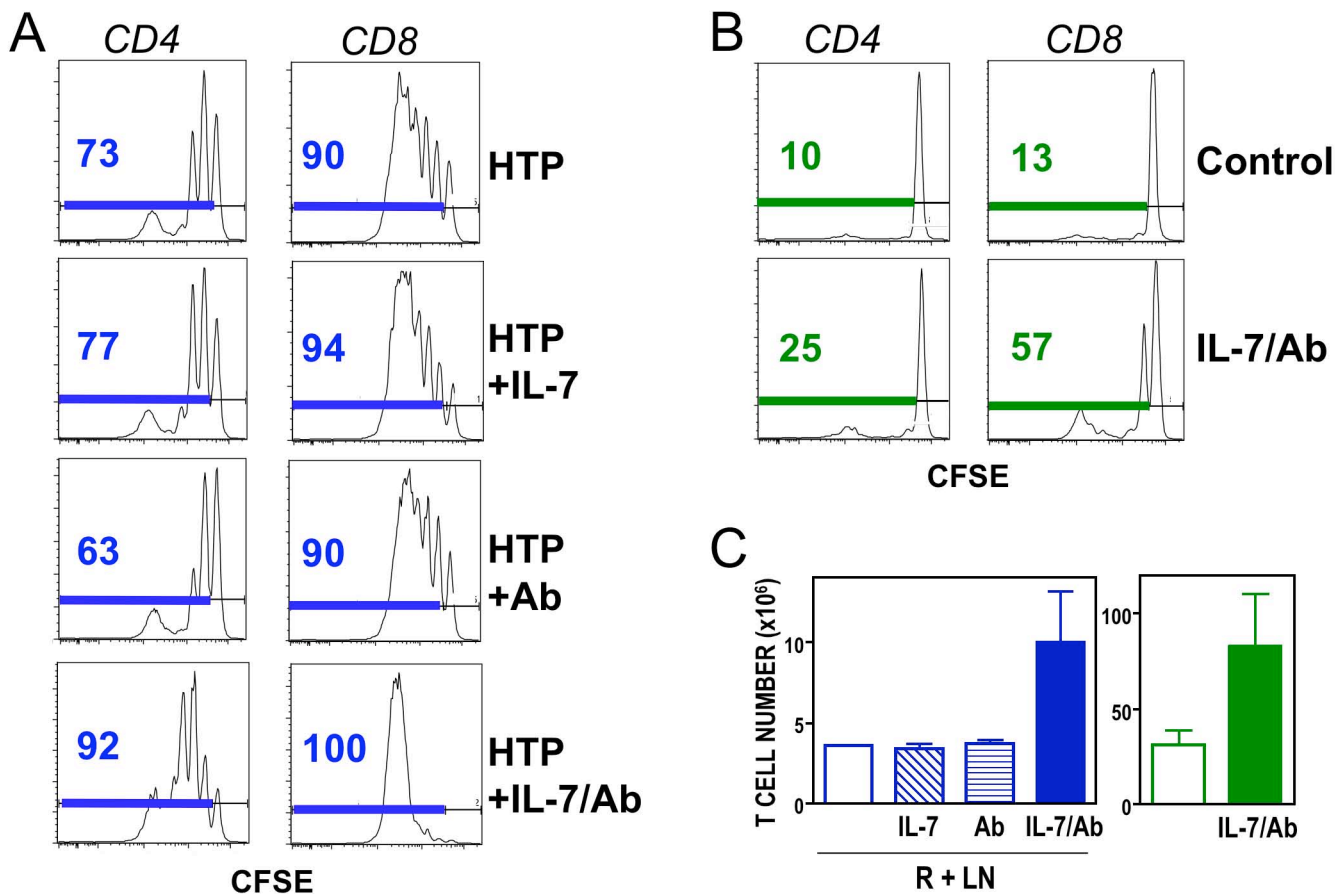 A
CD4 CD8
73 90 HTP
77 94 HTP
+IL-7
63 90 HTP
+Ab
92 100 HTP
+IL-7/Ab
CFSE
B
CD4 CD8
10 13 Control
25 57 IL-7/Ab
CFSE
C
T CELL NUMBER (x10⁶)
10
5
0
IL-7 Ab IL-7/Ab
R + LN
100
50
0
IL-7/Ab